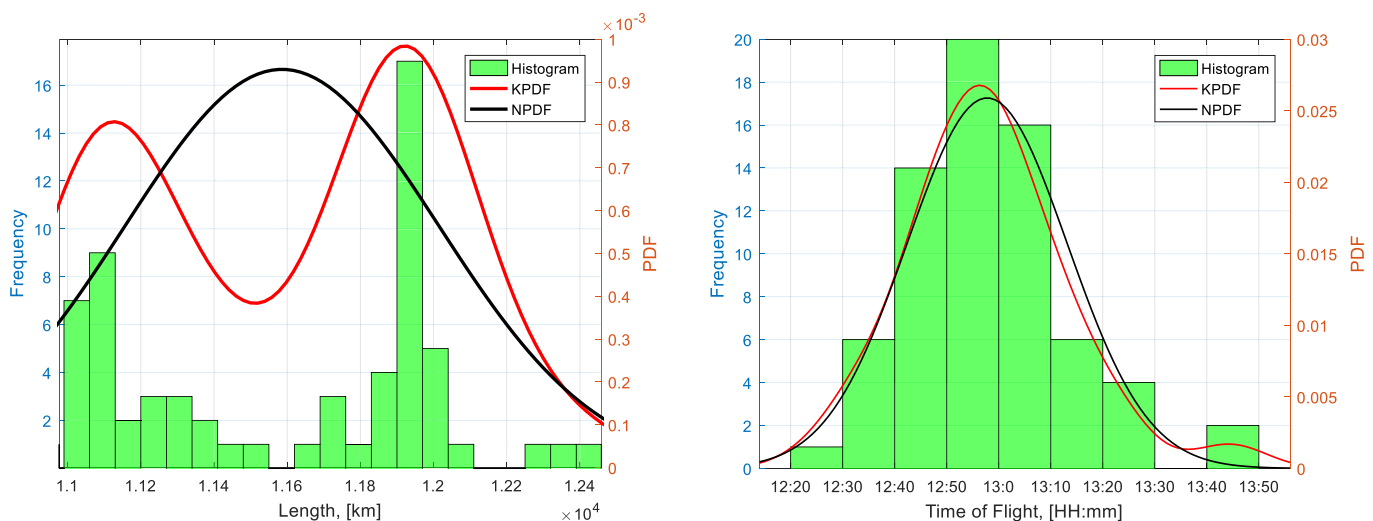 ×10⁻³
1
0.9
0.8
0.7
0.6
0.5
0.4
0.3
0.2
0.1
0
PDF
16
14
12
10
8
6
4
2
Frequency
Histogram
KPDF
NPDF
1.1 1.12 1.14 1.16 1.18 1.2 1.22 1.24
Length, [km]
×10⁴
20
18
16
14
12
10
8
6
4
2
0
Frequency
Histogram
KPDF
NPDF
0.03
0.025
0.02
0.015
0.01
0.005
0
PDF
12:20 12:30 12:40 12:50 13:0 13:10 13:20 13:30 13:40 13:50
Time of Flight, [HH:mm]